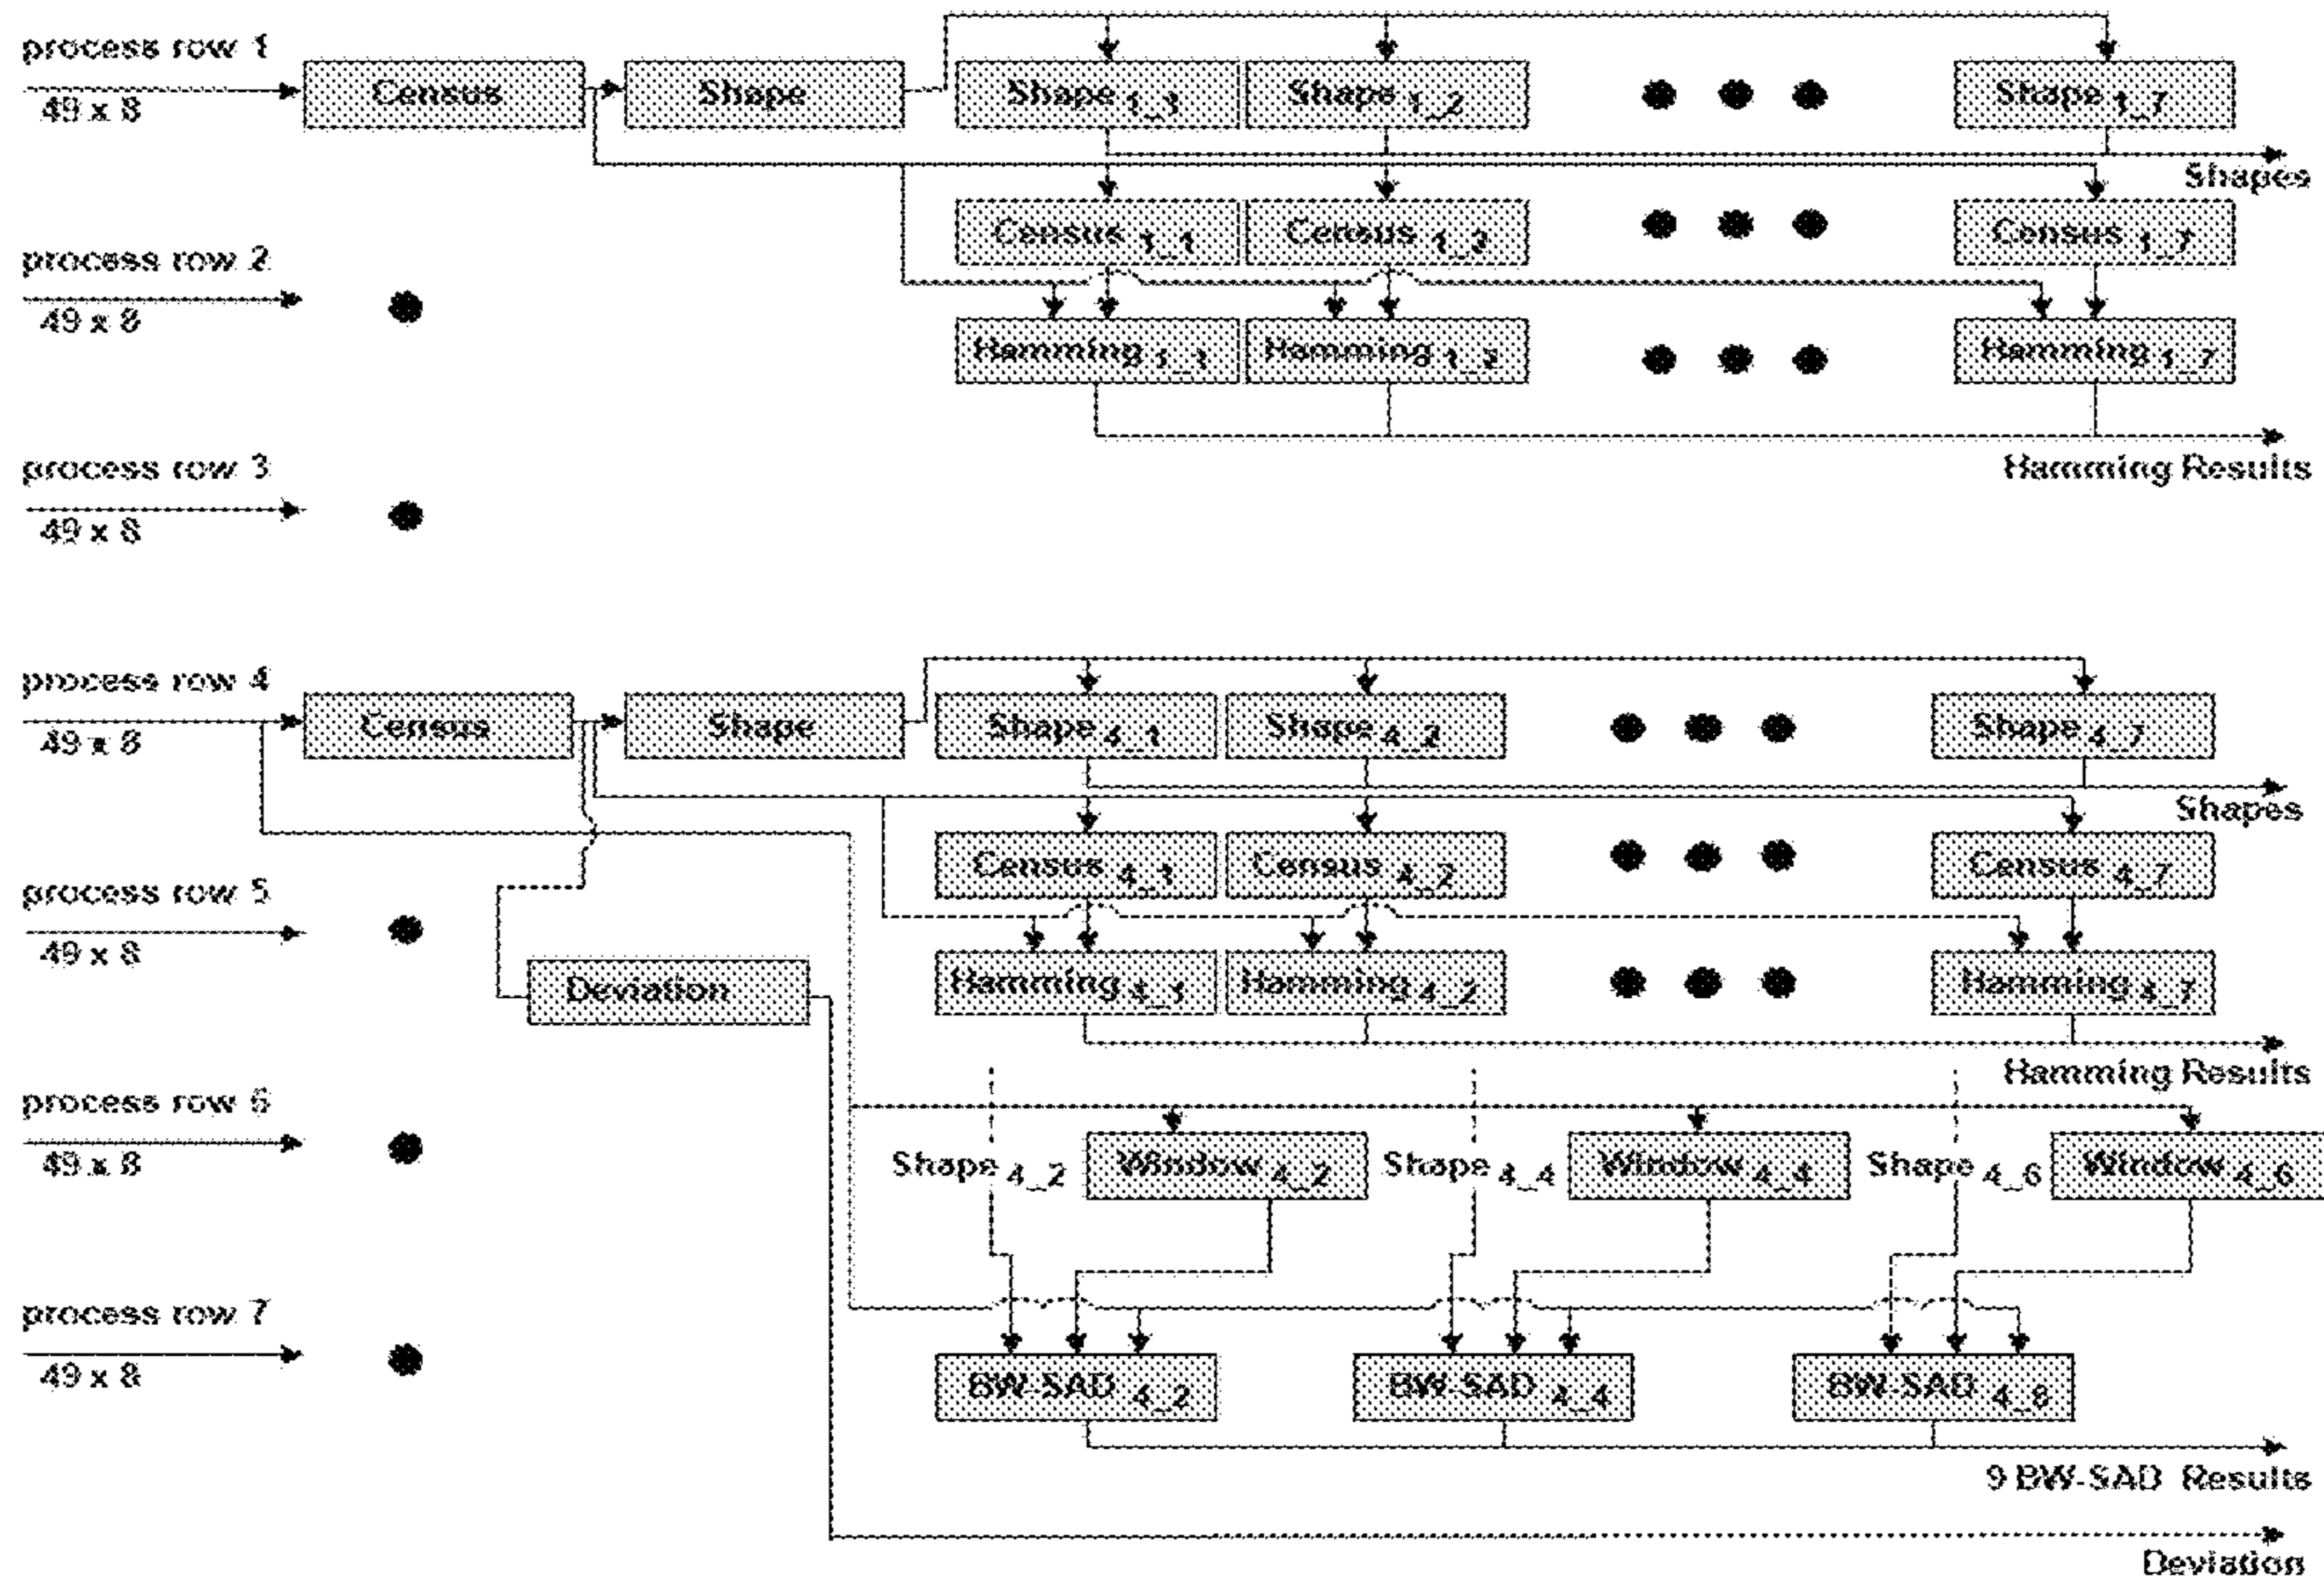 process row 1
49 x 8
Census
Shape
Shape 1_1
Shape 1_2
Shape 1_7
Shapes
Census 1_1
Census 1_2
Census 1_7
process row 2
49 x 8
Hamming 1_1
Hamming 1_2
Hamming 1_7
Hamming Results
process row 3
49 x 8
process row 4
49 x 8
Census
Shape
Shape 4_1
Shape 4_2
Shape 4_7
Shapes
Census 4_1
Census 4_2
Census 4_7
process row 5
49 x 8
Deviation
Hamming 4_1
Hamming 4_2
Hamming 4_7
Hamming Results
process row 6
49 x 8
Shape 4_2
Window 4_2
Shape 4_4
Window 4_4
Shape 4_6
Window 4_6
process row 7
49 x 8
BW-SAD 4_2
BW-SAD 4_4
BW-SAD 4_6
9 BW-SAD Results
Deviation